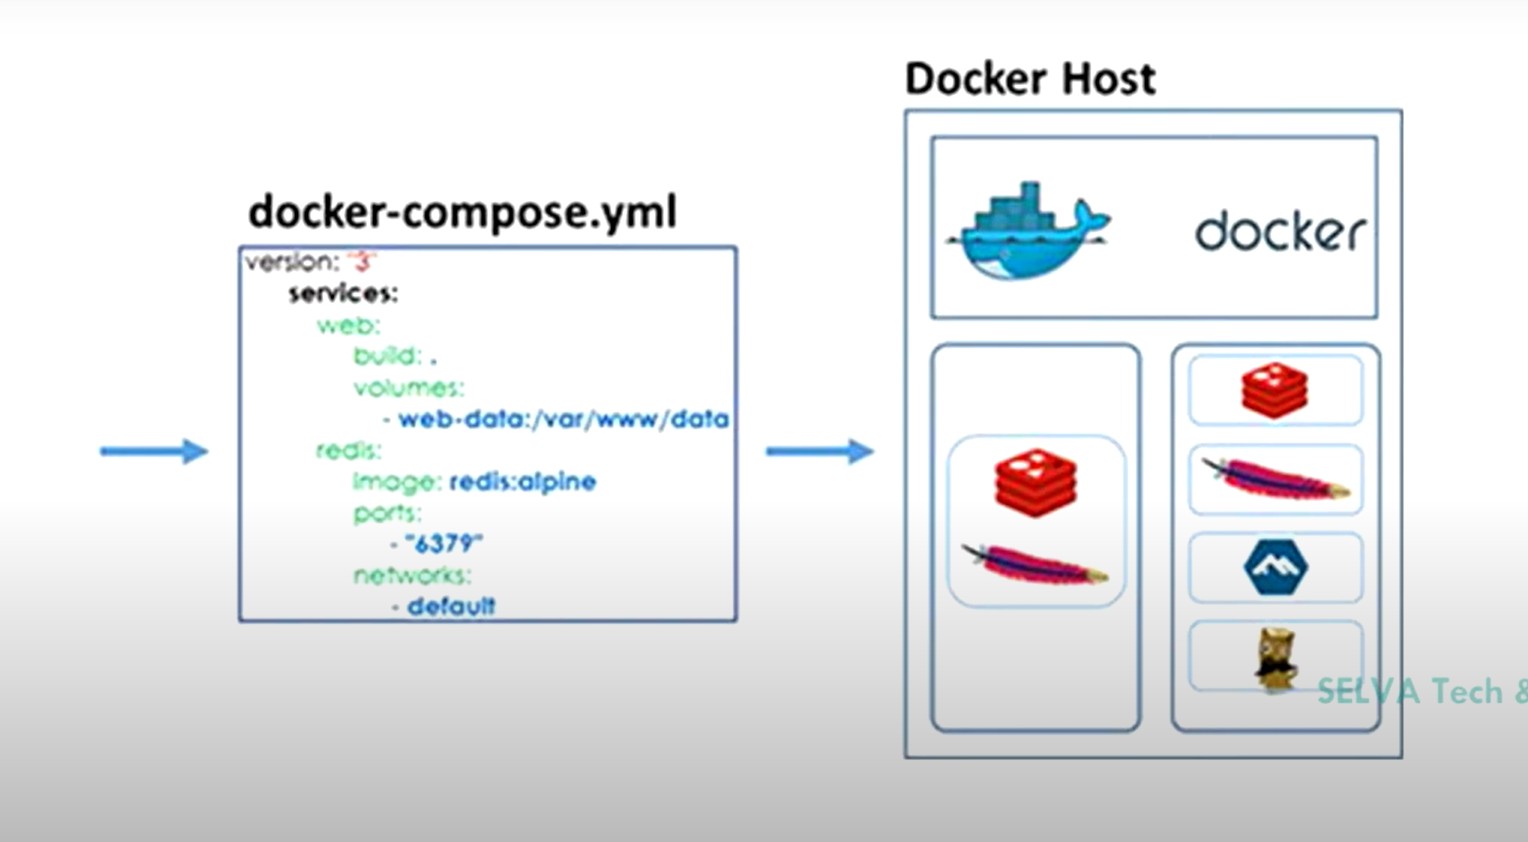 docker-compose.yml
version: "3"
services:
web:
build: .
volumes:
- web-data:/var/www/data
redis:
image: redis:alpine
ports:
- "6379"
networks:
- default
Docker Host
docker
SELVA Tech &